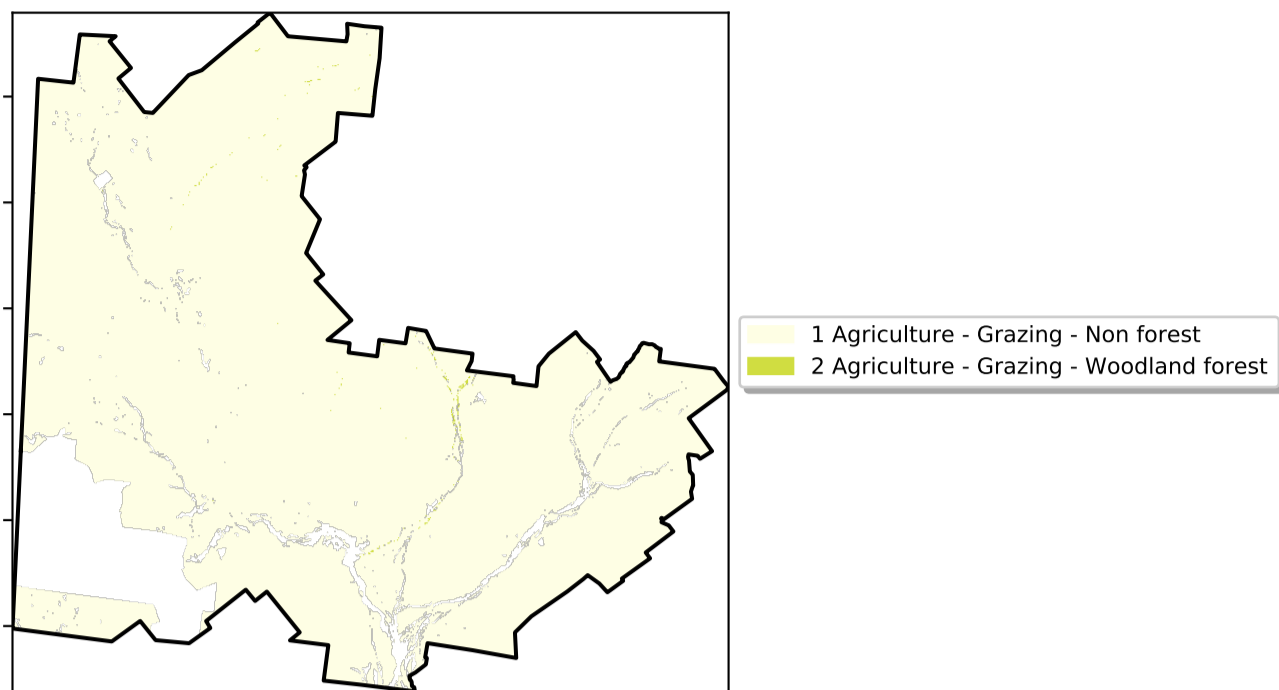 1 Agriculture - Grazing - Non forest
2 Agriculture - Grazing - Woodland forest